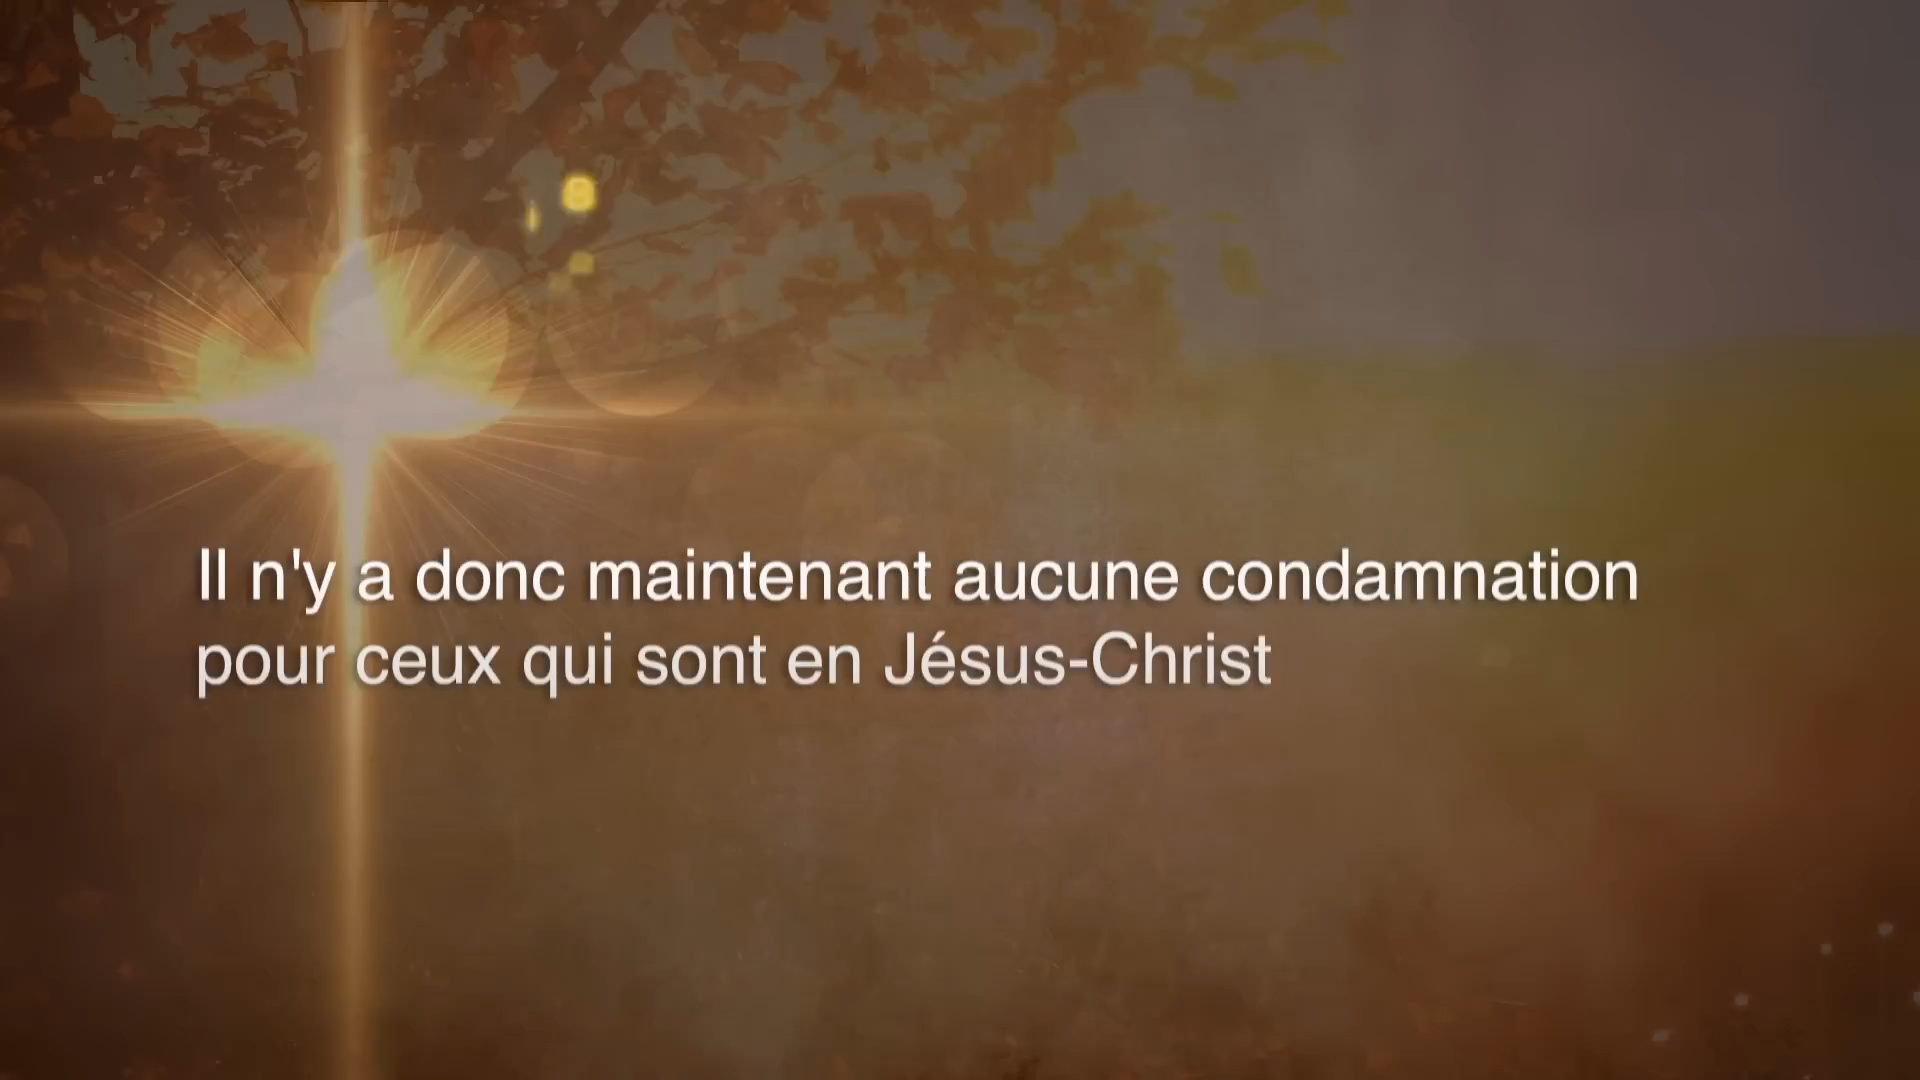 Il n'y a donc maintenant aucune condamnation
pour ceux qui sont en Jésus-Christ